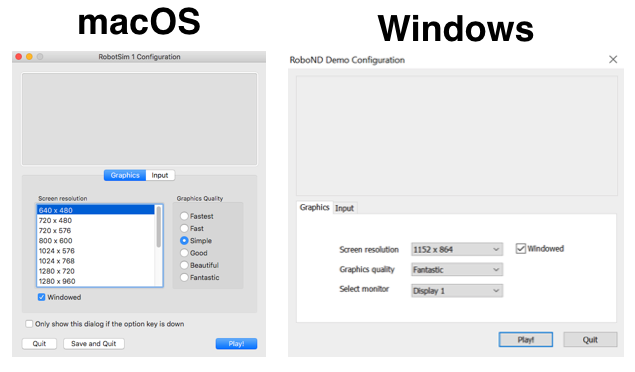 macOS
RobotSim 1 Configuration
Graphics Input
Screen resolution
640 x 480
720 x 480
720 x 576
800 x 600
1024 x 576
1024 x 768
1280 x 720
1280 x 960
Graphics Quality
Fastest
Fast
Simple
Good
Beautiful
Fantastic
Windowed
Only show this dialog if the option key is down
Quit Save and Quit Play!
Windows
RoboND Demo Configuration
Graphics Input
Screen resolution 1152 x 864 Windowed
Graphics quality Fantastic
Select monitor Display 1
Play! Quit